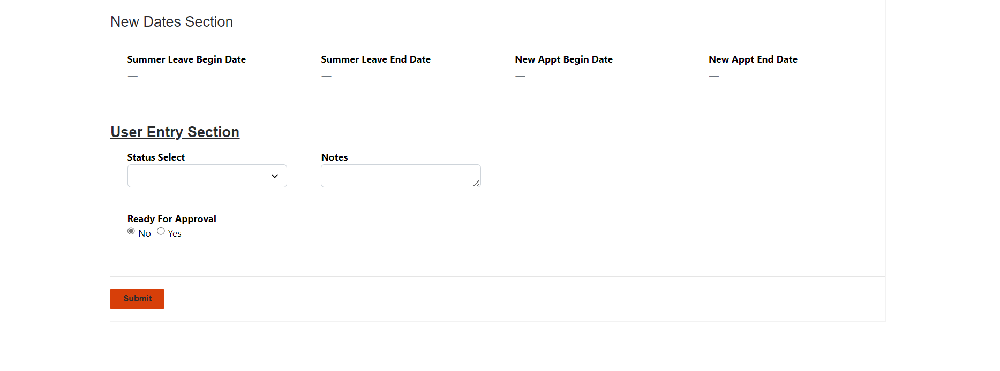 New Dates Section
Summer Leave Begin Date Summer Leave End Date New Appt Begin Date New Appt End Date
— — — —
User Entry Section
Status Select Notes
Ready For Approval
No Yes
Submit